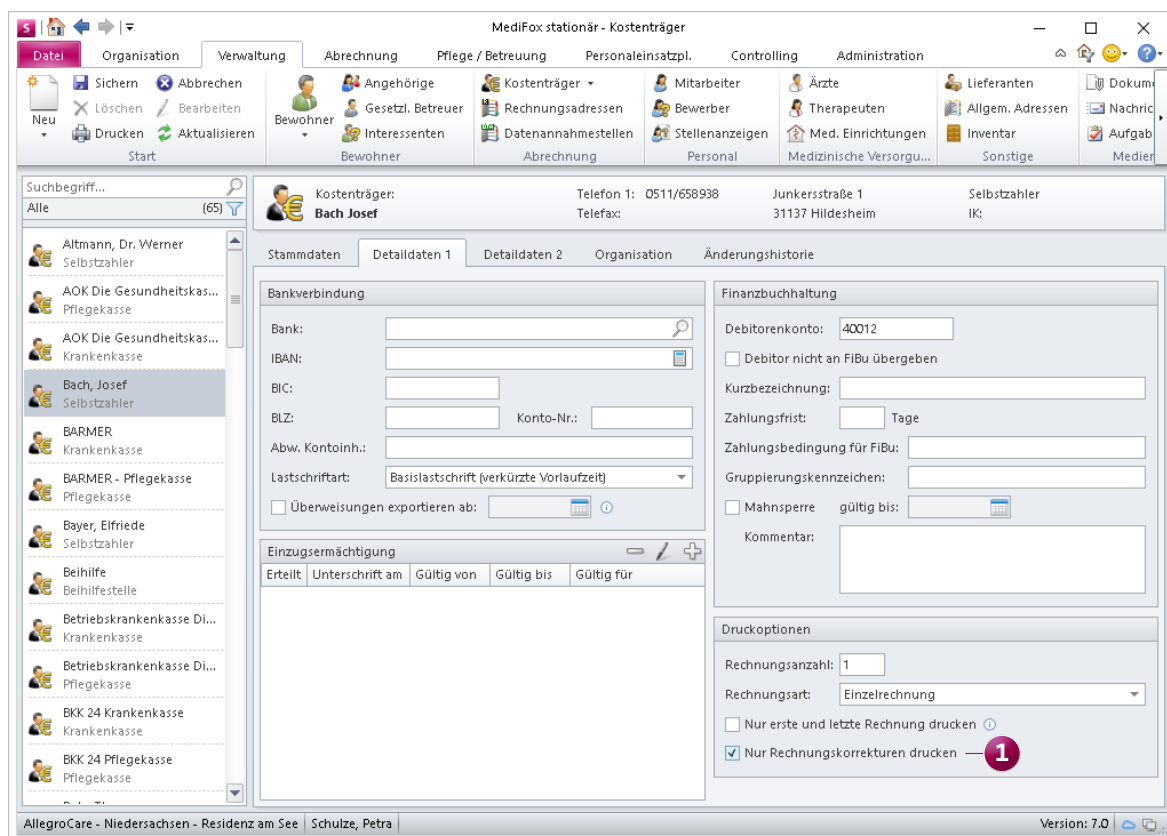 MediFox stationär - Kostenträger
Datei Organisation Verwaltung Abrechnung Pflege / Betreuung Personaleinsatzpl. Controlling Administration
Neu
Sichern Abbrechen
Löschen Bearbeiten
Drucken Aktualisieren
Start
Bewohner
Angehörige
Gesetzl. Betreuer
Interessenten
Bewohner
Kostenträger
Rechnungsadressen
Datenannahmestellen
Abrechnung
Mitarbeiter
Bewerber
Stellenanzeigen
Personal
Ärzte
Therapeuten
Med. Einrichtungen
Medizinische Versorgu...
Lieferanten
Allgem. Adressen
Inventar
Sonstige
Dokum
Nachric
Aufgab
Medien
Suchbegriff...
Alle (65)
Altmann, Dr. Werner
Selbstzahler
AOK Die Gesundheitskas...
Pflegekasse
AOK Die Gesundheitskas...
Krankenkasse
Bach, Josef
Selbstzahler
BARMER
Krankenkasse
BARMER - Pflegekasse
Pflegekasse
Bayer, Elfriede
Selbstzahler
Beihilfe
Beihilfestelle
Betriebskrankenkasse Di...
Krankenkasse
Betriebskrankenkasse Di...
Pflegekasse
BKK 24 Krankenkasse
Krankenkasse
BKK 24 Pflegekasse
Pflegekasse
Kostenträger: Telefon 1: 0511/658938 Junkersstraße 1 Selbstzahler
Bach Josef Telefax: 31137 Hildesheim IK:
Stammdaten Detaildaten 1 Detaildaten 2 Organisation Änderungshistorie
Bankverbindung
Bank:
IBAN:
BIC:
BLZ: Konto-Nr.:
Abw. Kontoinh.:
Lastschriftart: Basislastschrift (verkürzte Vorlaufzeit)
Überweisungen exportieren ab:
Einzugsermächtigung
Erteilt Unterschrift am Gültig von Gültig bis Gültig für
Finanzbuchhaltung
Debitorenkonto: 40012
Debitor nicht an FiBu übergeben
Kurzbezeichnung:
Zahlungsfrist: Tage
Zahlungsbedingung für FiBu:
Gruppierungskennzeichen:
Mahnsperre gültig bis:
Kommentar:
Druckoptionen
Rechnungsanzahl: 1
Rechnungsart: Einzelrechnung
Nur erste und letzte Rechnung drucken
Nur Rechnungskorrekturen drucken 1
AllegroCare - Niedersachsen - Residenz am See Schulze, Petra Version: 7.0